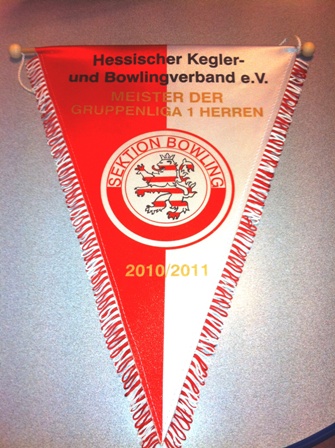 Hessischer Kegler-
und Bowlingverband e.V.
MEISTER DER
GRUPPENLIGA 1 HERREN
SEKTION BOWLING
2010/2011